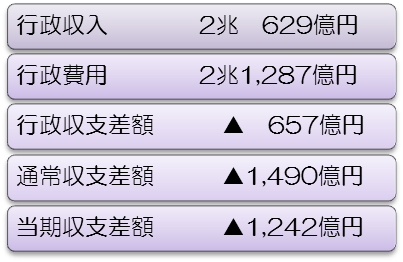 行政収入 2兆 629億円
行政費用 2兆1,287億円
行政収支差額 ▲ 657億円
通常収支差額 ▲1,490億円
当期収支差額 ▲1,242億円